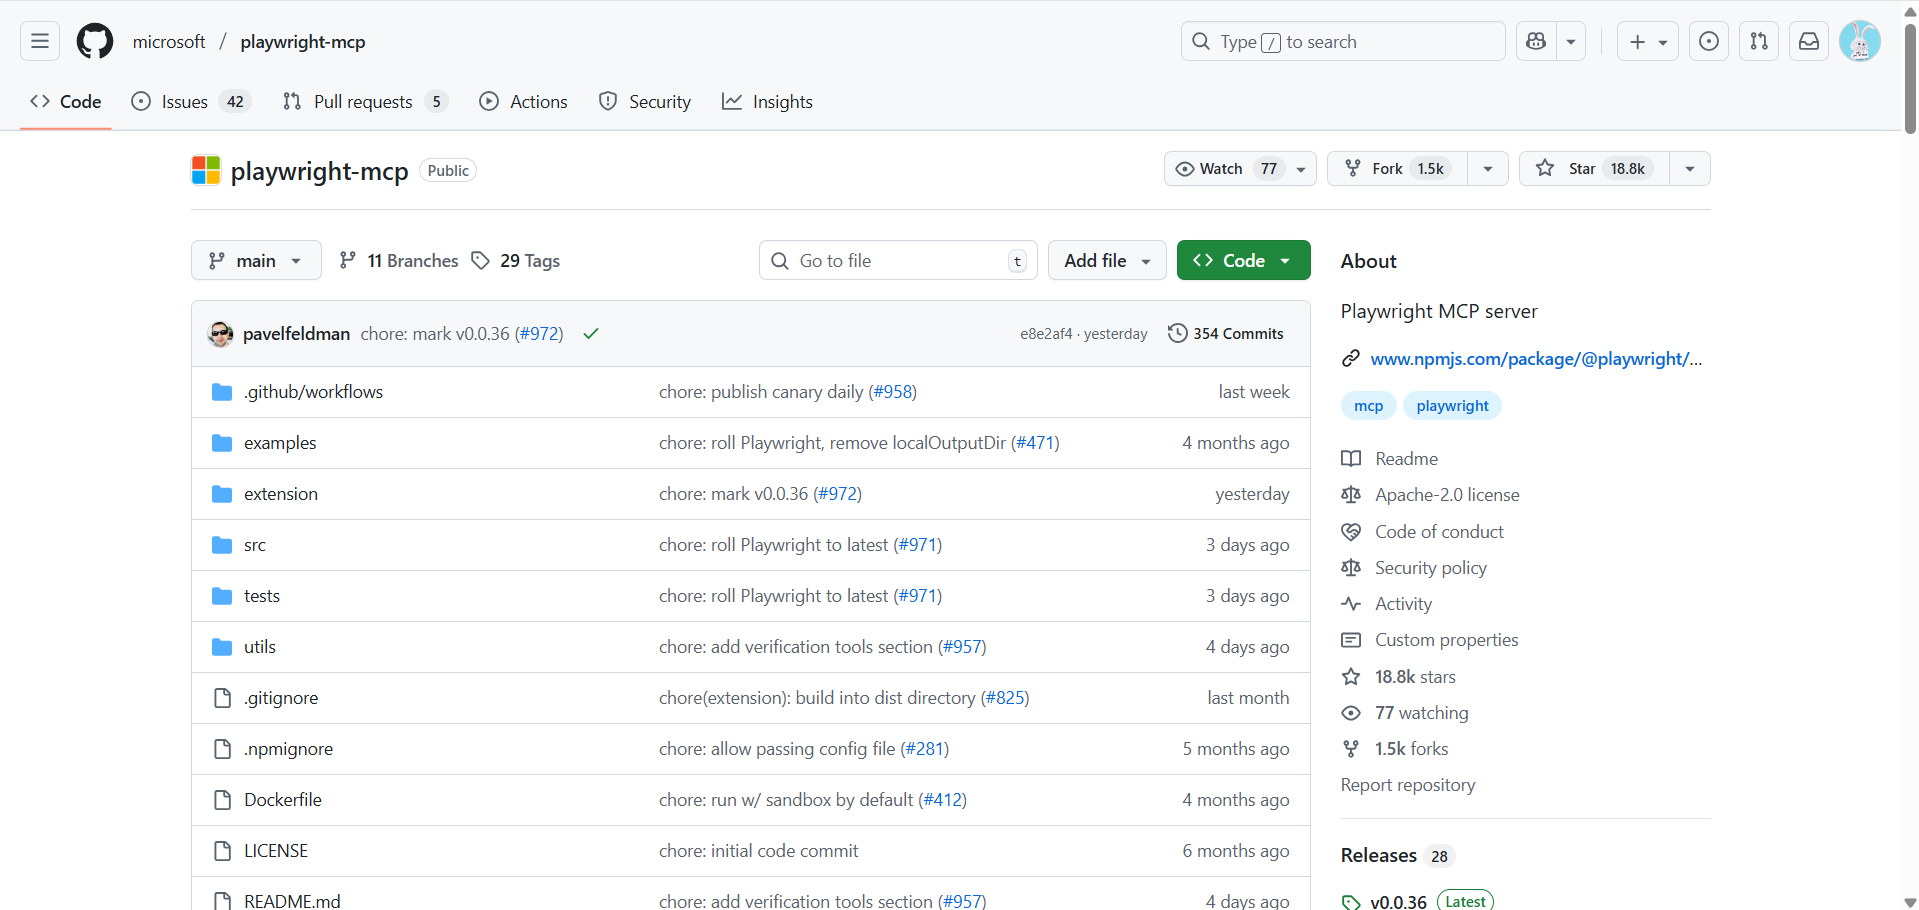 microsoft / playwright-mcp
Type / to search
Code
Issues 42
Pull requests 5
Actions
Security
Insights
playwright-mcp Public
Watch 77
Fork 1.5k
Star 18.8k
main
11 Branches
29 Tags
Go to file t
Add file
Code
pavelfeldman chore: mark v0.0.36 (#972) e8e2af4 · yesterday 354 Commits
.github/workflows chore: publish canary daily (#958) last week
examples chore: roll Playwright, remove localOutputDir (#471) 4 months ago
extension chore: mark v0.0.36 (#972) yesterday
src chore: roll Playwright to latest (#971) 3 days ago
tests chore: roll Playwright to latest (#971) 3 days ago
utils chore: add verification tools section (#957) 4 days ago
.gitignore chore(extension): build into dist directory (#825) last month
.npmignore chore: allow passing config file (#281) 5 months ago
Dockerfile chore: run w/ sandbox by default (#412) 4 months ago
LICENSE chore: initial code commit 6 months ago
README.md chore: add verification tools section (#957) 4 days ago
About
Playwright MCP server
www.npmjs.com/package/@playwright/...
mcp playwright
Readme
Apache-2.0 license
Code of conduct
Security policy
Activity
Custom properties
18.8k stars
77 watching
1.5k forks
Report repository
Releases 28
v0.0.36 Latest